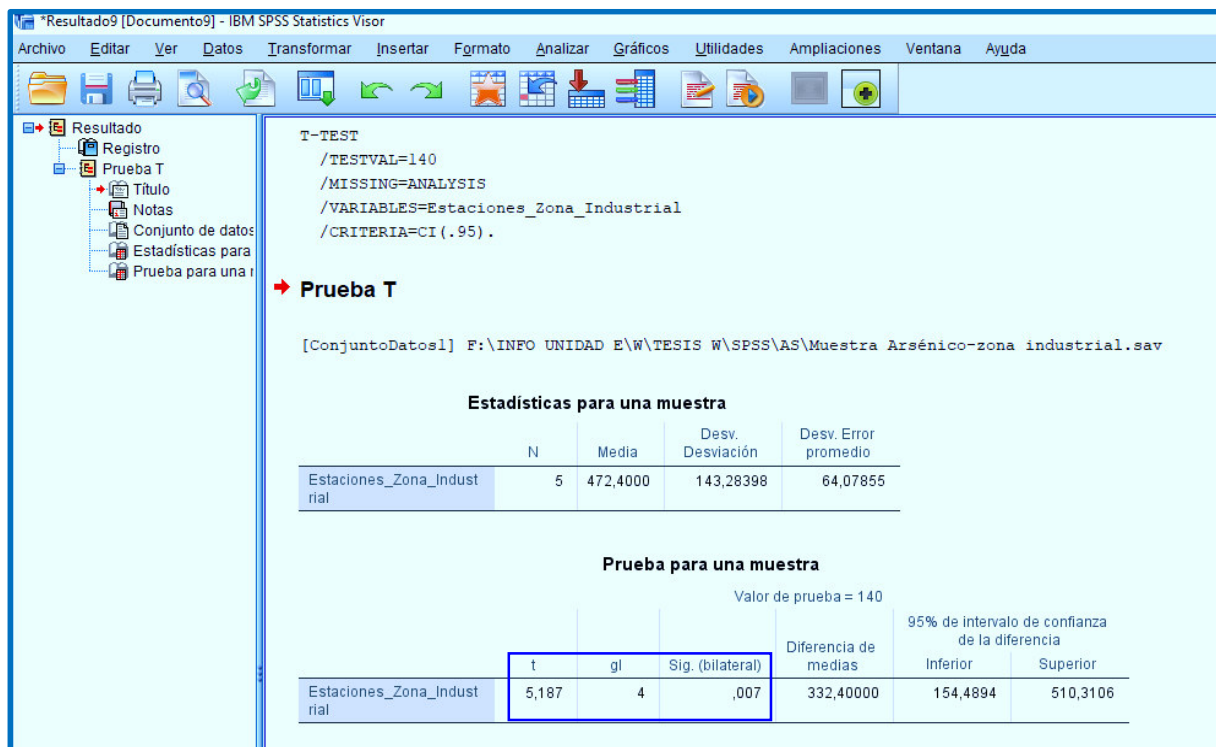 *Resultado9 [Documento9] - IBM SPSS Statistics Visor
Archivo Editar Ver Datos Transformar Insertar Formato Analizar Gráficos Utilidades Ampliaciones Ventana Ayuda
Resultado
Registro
Prueba T
Título
Notas
Conjunto de datos
Estadísticas para
Prueba para una
T-TEST
/TESTVAL=140
/MISSING=ANALYSIS
/VARIABLES=Estaciones_Zona_Industrial
/CRITERIA=CI(.95).
Prueba T
[ConjuntoDatos1] F:\INFO UNIDAD E\W\TESIS W\SPSS\AS\Muestra Arsénico-zona industrial.sav
Estadísticas para una muestra
N Media Desv. Desviación Desv. Error promedio
Estaciones_Zona_Indust
rial 5 472,4000 143,28398 64,07855
Prueba para una muestra
Valor de prueba = 140
95% de intervalo de confianza
de la diferencia
t gl Sig. (bilateral) Diferencia de medias Inferior Superior
Estaciones_Zona_Indust
rial 5,187 4 ,007 332,40000 154,4894 510,3106